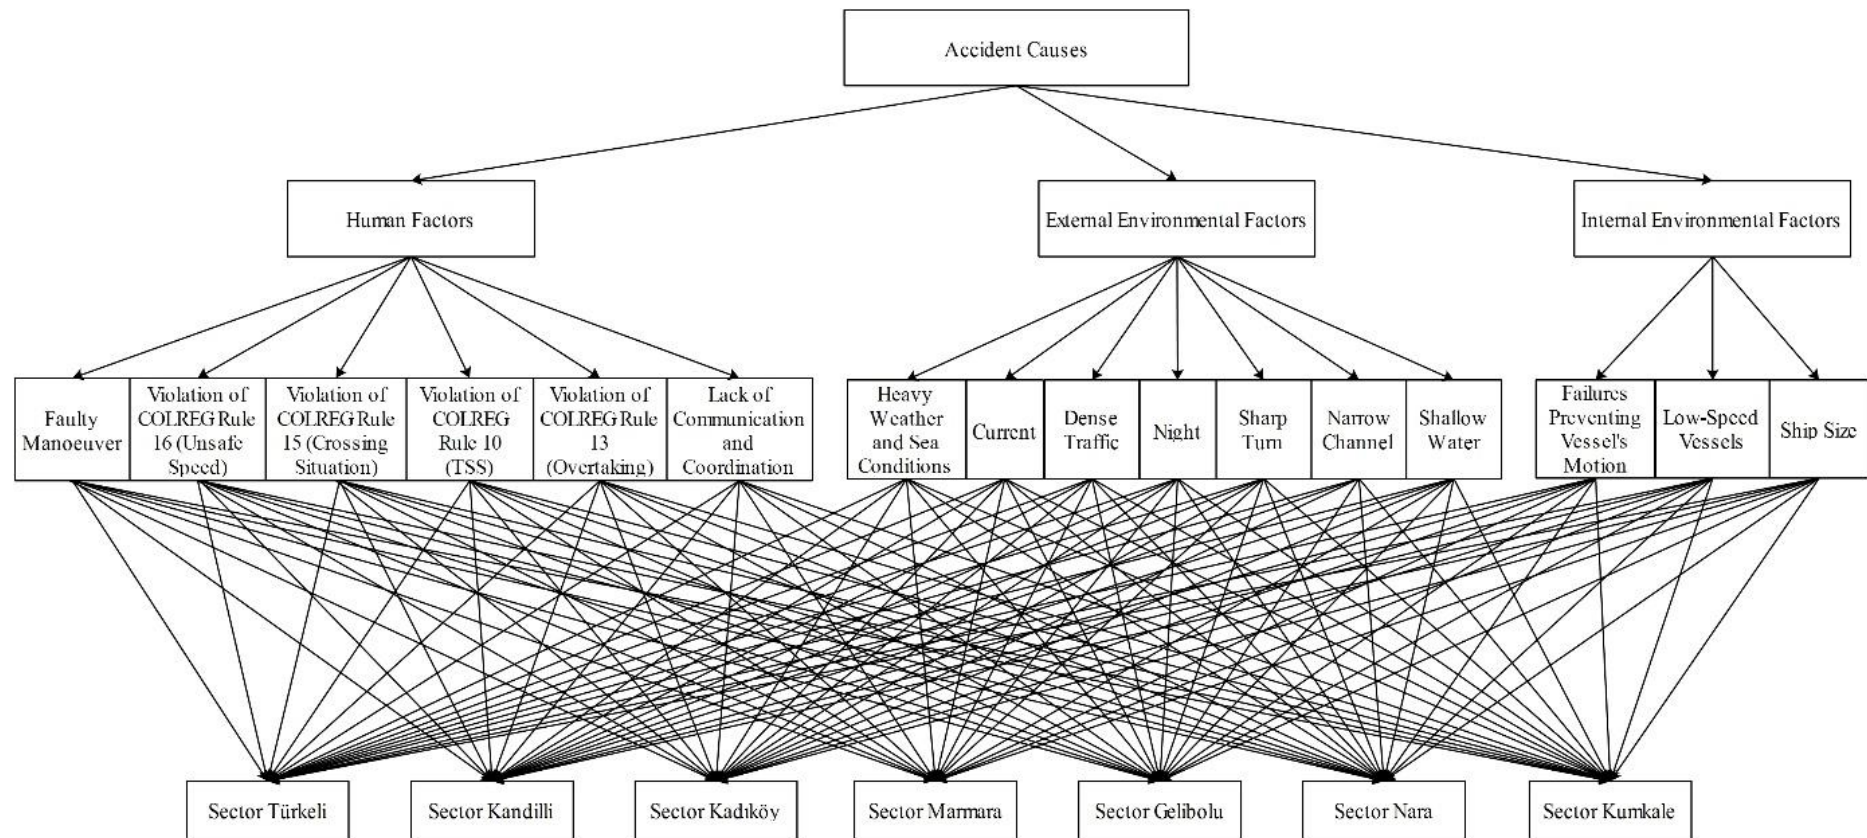 Accident Causes
Human Factors
External Environmental Factors
Internal Environmental Factors
Faulty
Manoeuver
Violation of
COLREG Rule
16 (Unsafe
Speed)
Violation of
COLREG Rule
15 (Crossing
Situation)
Violation of
COLREG
Rule 10
(TSS)
Violation of
COLREG Rule
13
(Overtaking)
Lack of
Communication
and
Coordination
Heavy
Weather
and Sea
Conditions
Current
Dense
Traffic
Night
Sharp
Turn
Narrow
Channel
Shallow
Water
Failures
Preventing
Vessel's
Motion
Low-Speed
Vessels
Ship Size
Sector Türkeli
Sector Kandilli
Sector Kadıköy
Sector Marmara
Sector Gelibolu
Sector Nara
Sector Kumkale